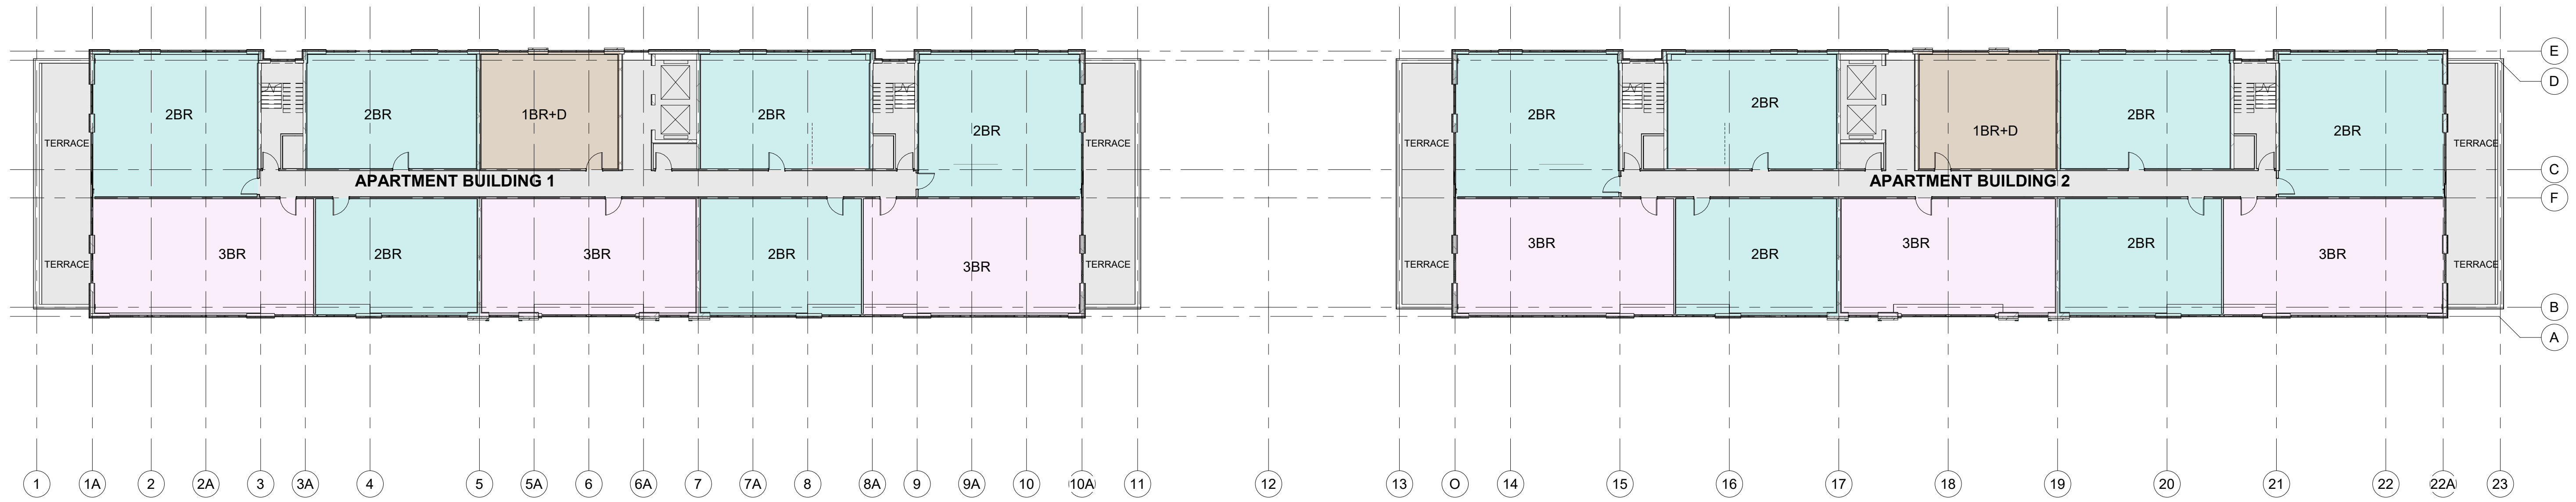 E
D
2BR
2BR
1BR+D
2BR
2BR
2BR
2BR
1BR+D
2BR
2BR
TERRACE
TERRACE
TERRACE
TERRACE
C
APARTMENT BUILDING 1
APARTMENT BUILDING 2
F
3BR
2BR
3BR
2BR
3BR
3BR
2BR
3BR
2BR
3BR
TERRACE
TERRACE
TERRACE
TERRACE
B
A
1
1A
2
2A
3
3A
4
5
5A
6
6A
7
7A
8
8A
9
9A
10
10A
11
12
13
O
14
15
16
17
18
19
20
21
22
22A
23